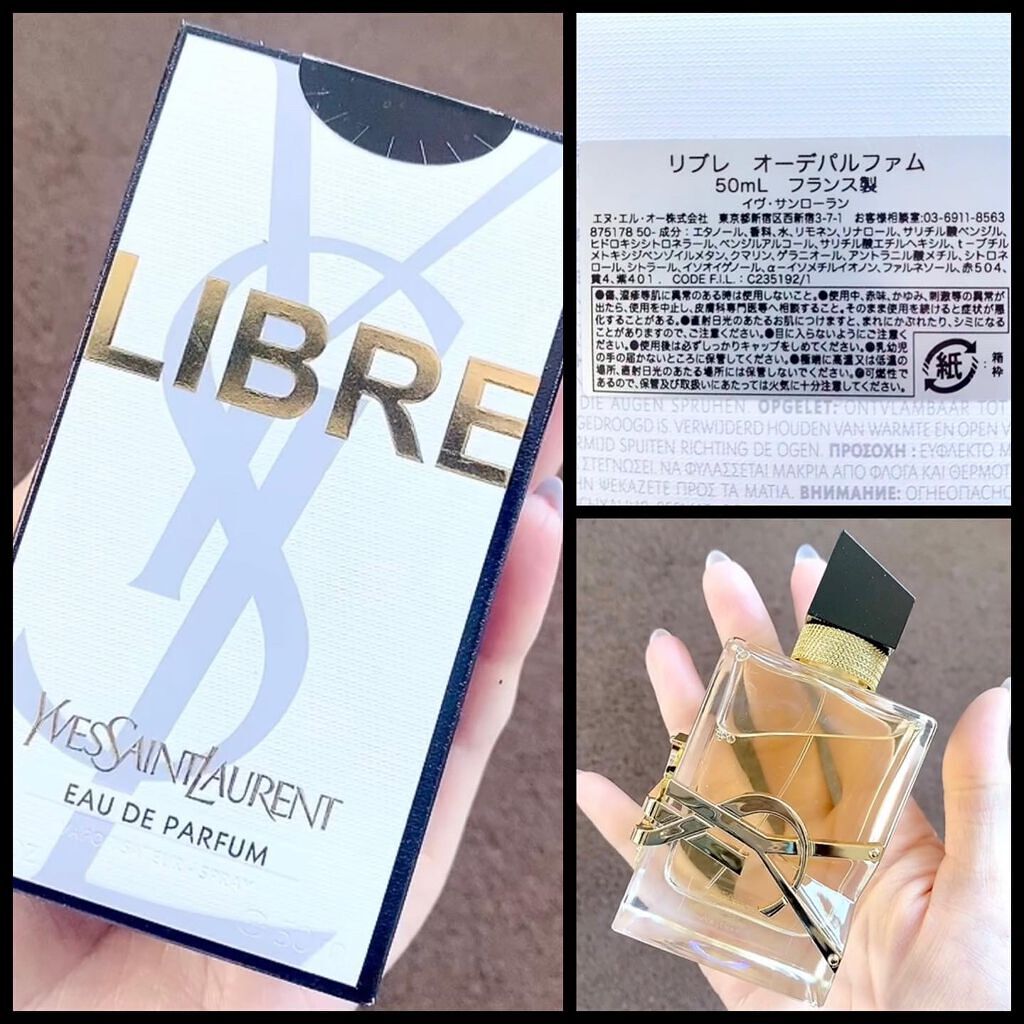 LIBRE
YVESSAINTLAURENT
EAU DE PARFUM
リブレ オーデパルファム
50mL フランス製
イヴ・サンローラン
エヌ・エル・オー株式会社 東京都新宿区西新宿3-7-1 お客様相談室:03-6911-8563
875178 50- 成分:エタノール、香料、水、リモネン、リナロール、サリチル酸ベンジル、
ヒドロキシシトロネラール、ベンジルアルコール、サリチル酸エチルヘキシル、t-ブチル
メトキシジベンゾイルメタン、クマリン、ゲラニオール、アントラニル酸メチル、シトロネ
ロール、シトラール、イソオイゲノール、α-イソメチルイオノン、ファルネソール、赤504、
黄4、紫401. CODE F.I.L.:C235192/1
●傷、湿疹等肌に異常のある時は使用しないこと。●使用中、赤味、かゆみ、刺激等の異常が
出たら、使用を中止し、皮膚科専門医等へ相談すること。そのまま使用を続けると症状が悪
化することがある。●直射日光のあたるお肌につけますと、まれにかぶれたり、シミになる
ことがありますので、ご注意ください。●目に入らないようにご注意く
ださい。●使用後は必ずしっかりキャップをしめてください。●乳幼児
の手の届かないところに保管してください。●極端に高温又は低温の
場所、直射日光のあたる場所には保管しないでください。●可燃性で
あるので、保管及び取扱いにあたっては火気に十分注意してください。
紙
:箱
枠
DIE AUGEN SPRUHEN. OPGELET: ONTVLAMBAAR TOT
GEDROOGD IS. VERWIJDERD HOUDEN VAN WARMTE EN OPEN V
RMIJD SPUITEN RICHTING DE OGEN. ΠΡΟΣΟΧΗ : ΕΥΦΛΕΚΤΟ Μ
ΣΤΕΓΝΩΣΕΙ. ΝΑ ΦΥΛΑΣΣΕΤΑΙ ΜΑΚΡΙΑ ΑΠΟ ΦΛΟΓΑ ΚΑΙ ΘΕΡΜΟΤ
ΗΝ ΨΕΚΑΖΕΤΕ ΠΡΟΣ ΤΑ ΜΑΤΙΑ. ВНИМАНИЕ: ОГНЕОПАСНО